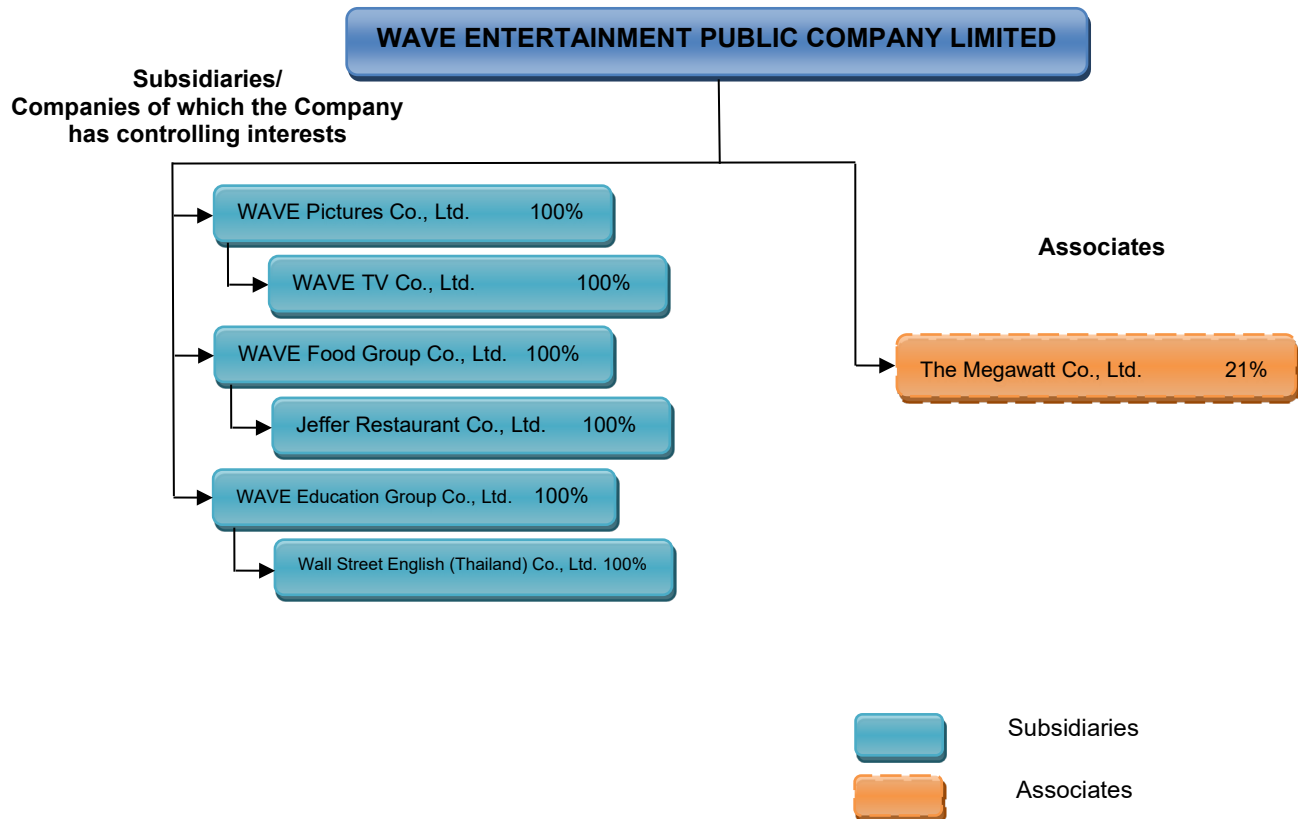 WAVE ENTERTAINMENT PUBLIC COMPANY LIMITED
Subsidiaries/
Companies of which the Company
has controlling interests
WAVE Pictures Co., Ltd. 100%
WAVE TV Co., Ltd. 100%
WAVE Food Group Co., Ltd. 100%
Jeffer Restaurant Co., Ltd. 100%
WAVE Education Group Co., Ltd. 100%
Wall Street English (Thailand) Co., Ltd. 100%
Associates
The Megawatt Co., Ltd. 21%
Subsidiaries
Associates